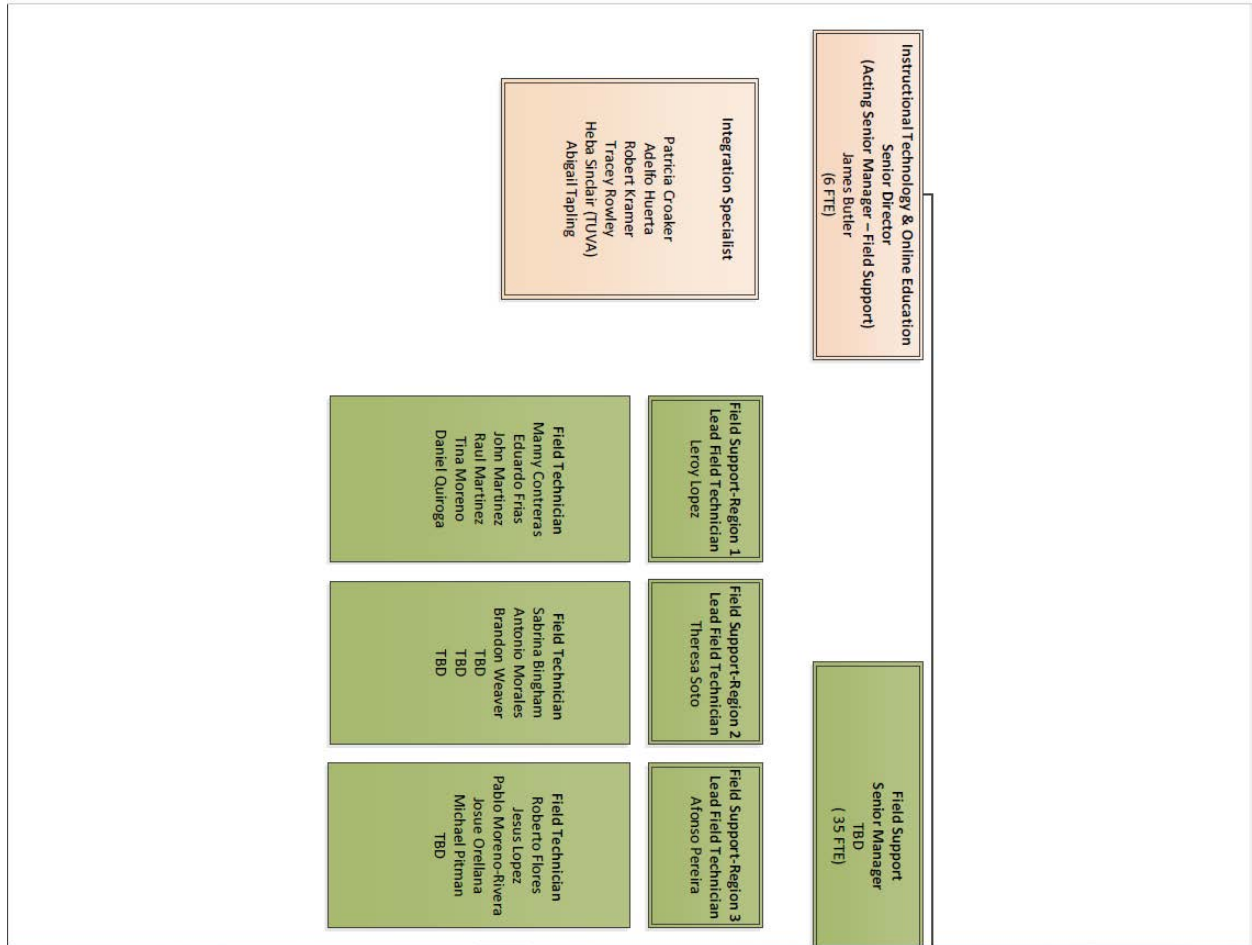 Instructional Technology & Online Education
Senior Director
(Acting Senior Manager – Field Support)
James Butler
(6 FTE)
Integration Specialist
Patricia Croaker
Adelfo Huerta
Robert Kramer
Tracey Rowley
Heba Sinclair (TUVA)
Abigail Tapling
Field Support
Senior Manager
TBD
( 35 FTE)
Field Support-Region 1
Lead Field Technician
Leroy Lopez
Field Technician
Manny Contreras
Eduardo Frias
John Martinez
Raul Martinez
Tina Moreno
Daniel Quiroga
Field Support-Region 2
Lead Field Technician
Theresa Soto
Field Technician
Sabrina Bingham
Antonio Morales
Brandon Weaver
TBD
TBD
TBD
Field Support-Region 3
Lead Field Technician
Afonso Pereira
Field Technician
Roberto Flores
Jesus Lopez
Pablo Moreno-Rivera
Josue Orellana
Michael Pitman
TBD